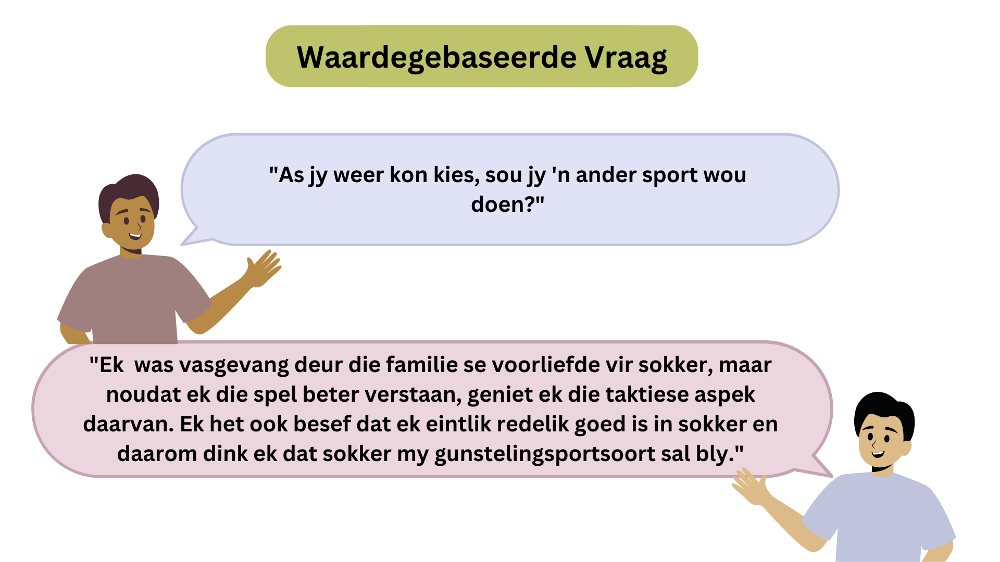 Waardegebaseerde Vraag
"As jy weer kon kies, sou jy 'n ander sport wou
doen?"
"Ek  was vasgevang deur die familie se voorliefde vir sokker, maar
noudat ek die spel beter verstaan, geniet ek die taktiese aspek
daarvan. Ek het ook besef dat ek eintlik redelik goed is in sokker en
daarom dink ek dat sokker my gunstelingsportsoort sal bly."